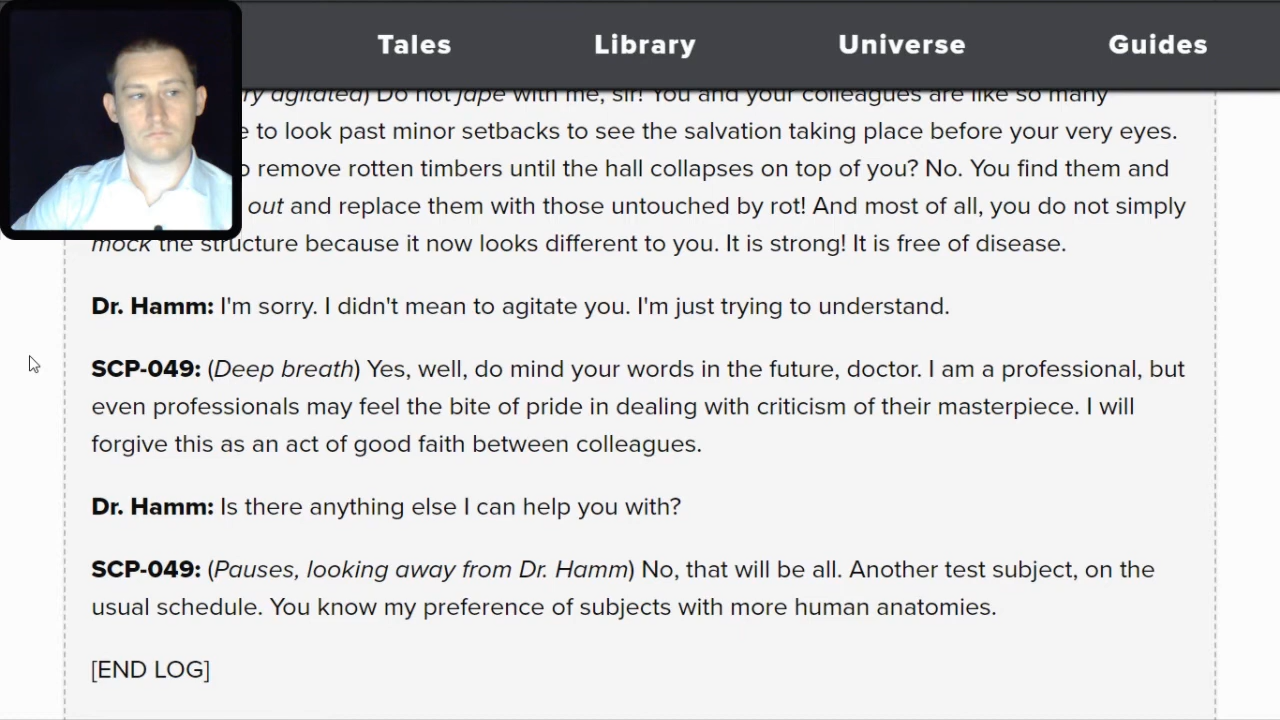 Tales Library Universe Guides
agitated) Do not jape with me, sir! You and your colleagues are like so many
to look past minor setbacks to see the salvation taking place before your very eyes.
remove rotten timbers until the hall collapses on top of you? No. You find them and
out and replace them with those untouched by rot! And most of all, you do not simply
mock the structure because it now looks different to you. It is strong! It is free of disease.
Dr. Hamm: I'm sorry. I didn't mean to agitate you. I'm just trying to understand.
SCP-049: (Deep breath) Yes, well, do mind your words in the future, doctor. I am a professional, but
even professionals may feel the bite of pride in dealing with criticism of their masterpiece. I will
forgive this as an act of good faith between colleagues.
Dr. Hamm: Is there anything else I can help you with?
SCP-049: (Pauses, looking away from Dr. Hamm) No, that will be all. Another test subject, on the
usual schedule. You know my preference of subjects with more human anatomies.
[END LOG]